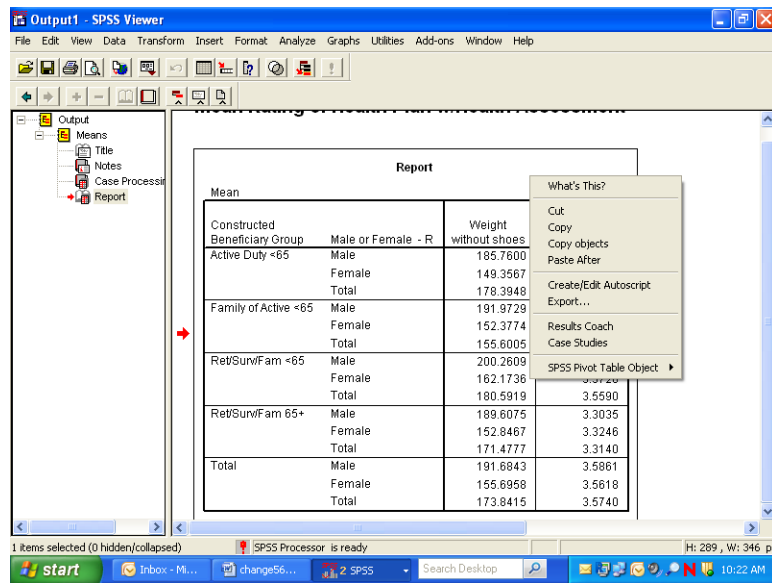 Output1 - SPSS Viewer
File Edit View Data Transform Insert Format Analyze Graphs Utilities Add-ons Window Help
Output
Means
Title
Notes
Case Processin
Report
Report
Mean
Constructed
Beneficiary Group Male or Female - R Weight without shoes
Active Duty <65 Male 185.7600
Female 149.3567
Total 178.3948
Family of Active <65 Male 191.9729
Female 152.3774
Total 155.6005
Ret/Surv/Fam <65 Male 200.2609
Female 162.1736
Total 180.5919 3.5590
Ret/Surv/Fam 65+ Male 189.6075 3.3035
Female 152.8467 3.3246
Total 171.4777 3.3140
Total Male 191.6843 3.5861
Female 155.6958 3.5618
Total 173.8415 3.5740
What's This?
Cut
Copy
Copy objects
Paste After
Create/Edit Autoscript
Export...
Results Coach
Case Studies
SPSS Pivot Table Object
1 items selected (0 hidden/collapsed) SPSS Processor is ready H: 289 , W: 346 p
start Inbox - Mi... change56... 2 SPSS Search Desktop N 10:22 AM